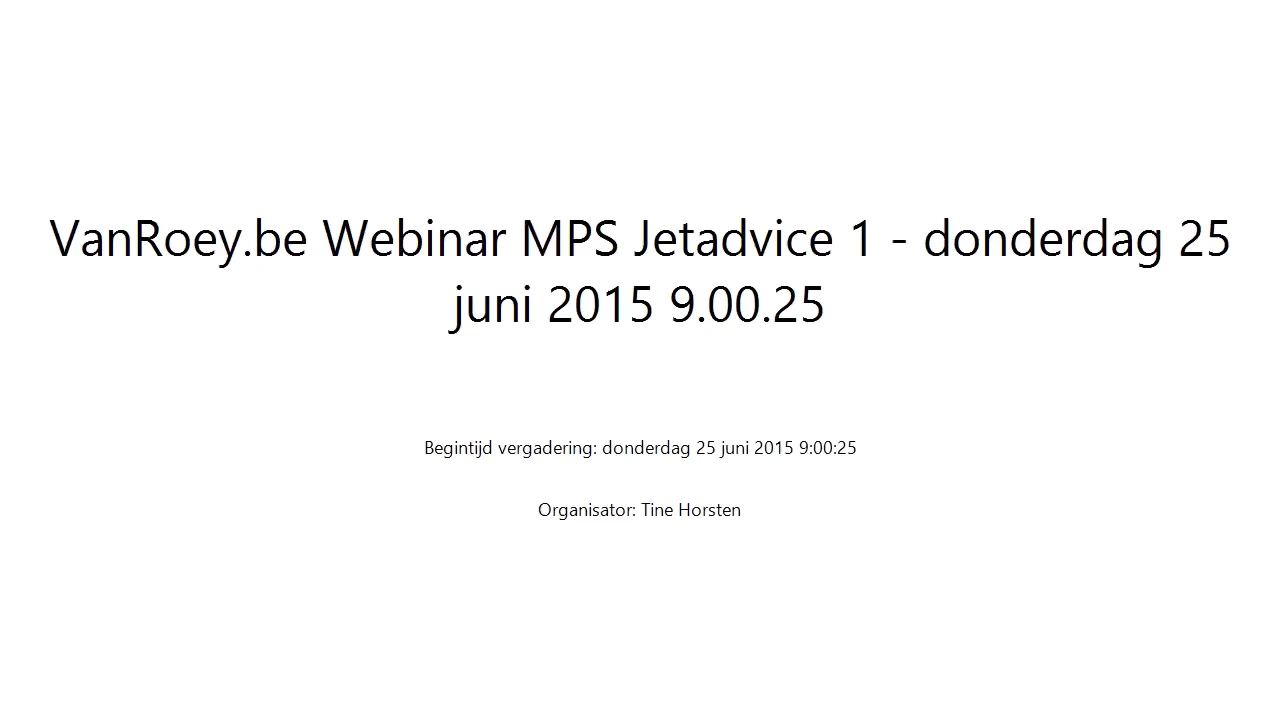 VanRoey.be Webinar MPS Jetadvice 1 - donderdag 25
juni 2015 9.00.25
Begintijd vergadering: donderdag 25 juni 2015 9:00:25
Organisator: Tine Horsten